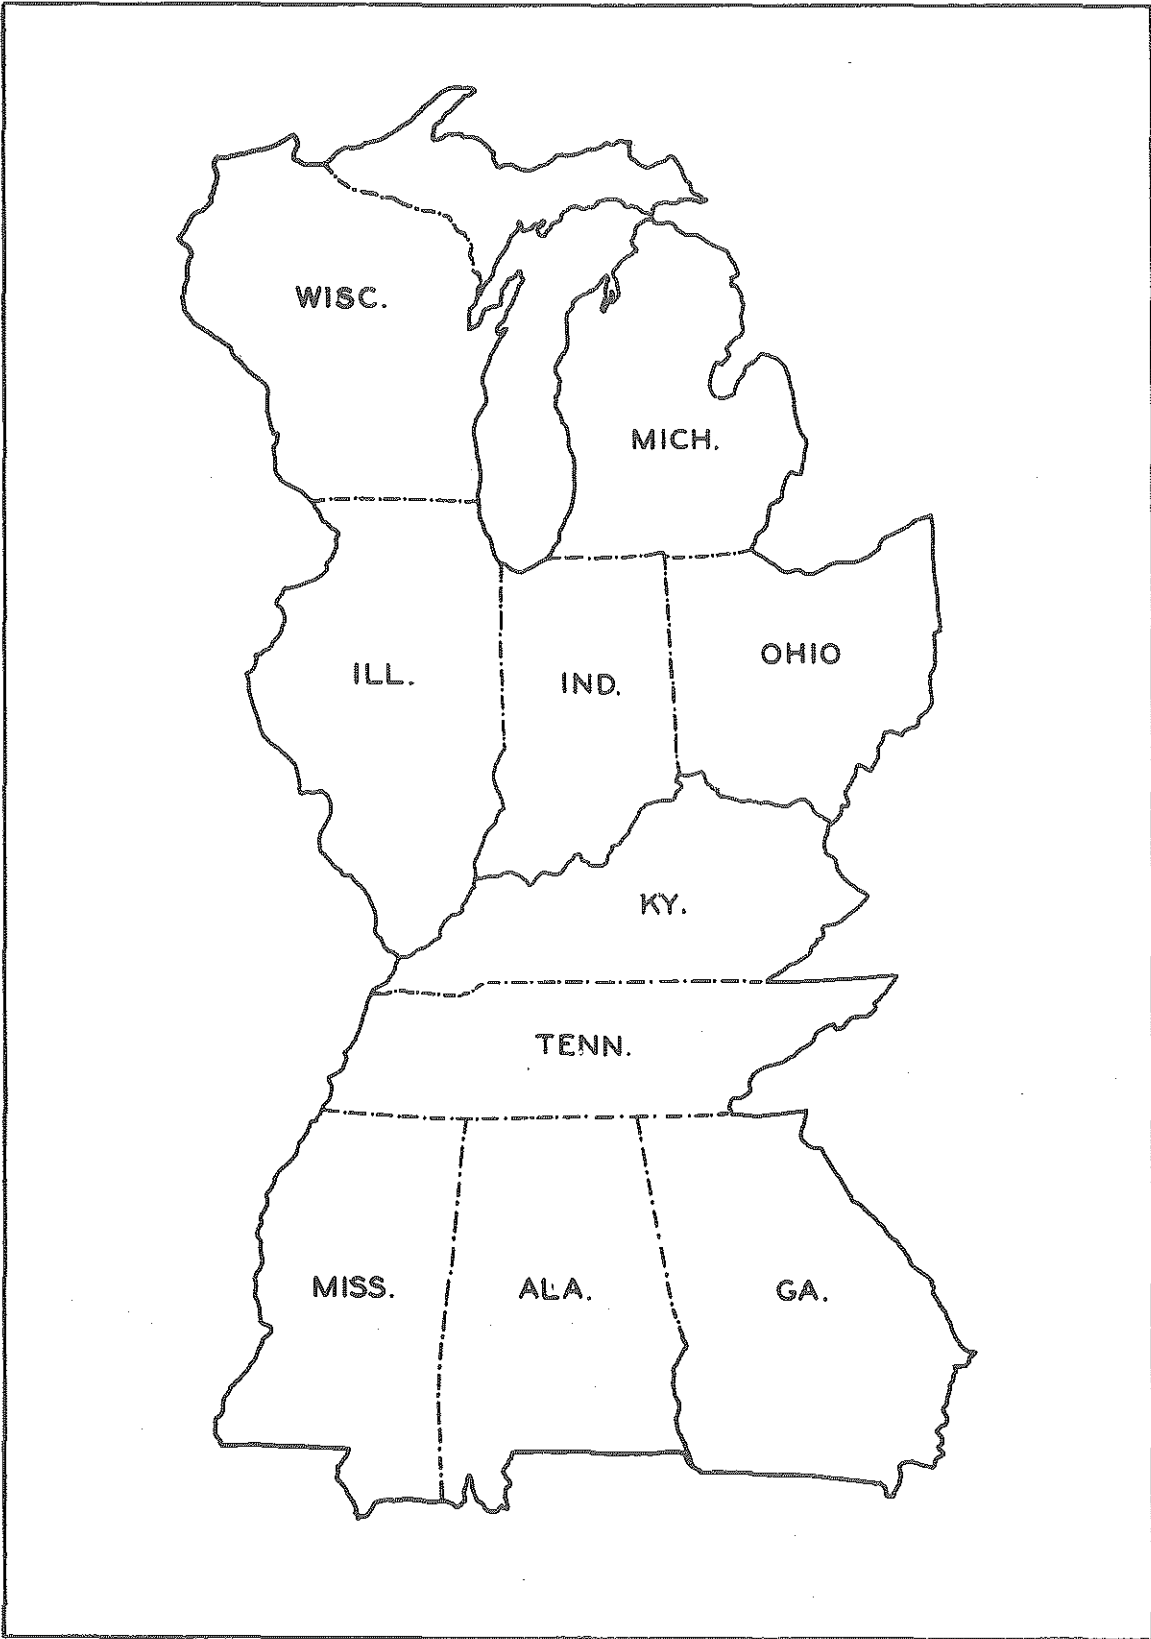 WISC.
MICH.
OHIO
ILL.
IND.
KY.
TENN.
MISS.
ALA.
GA.